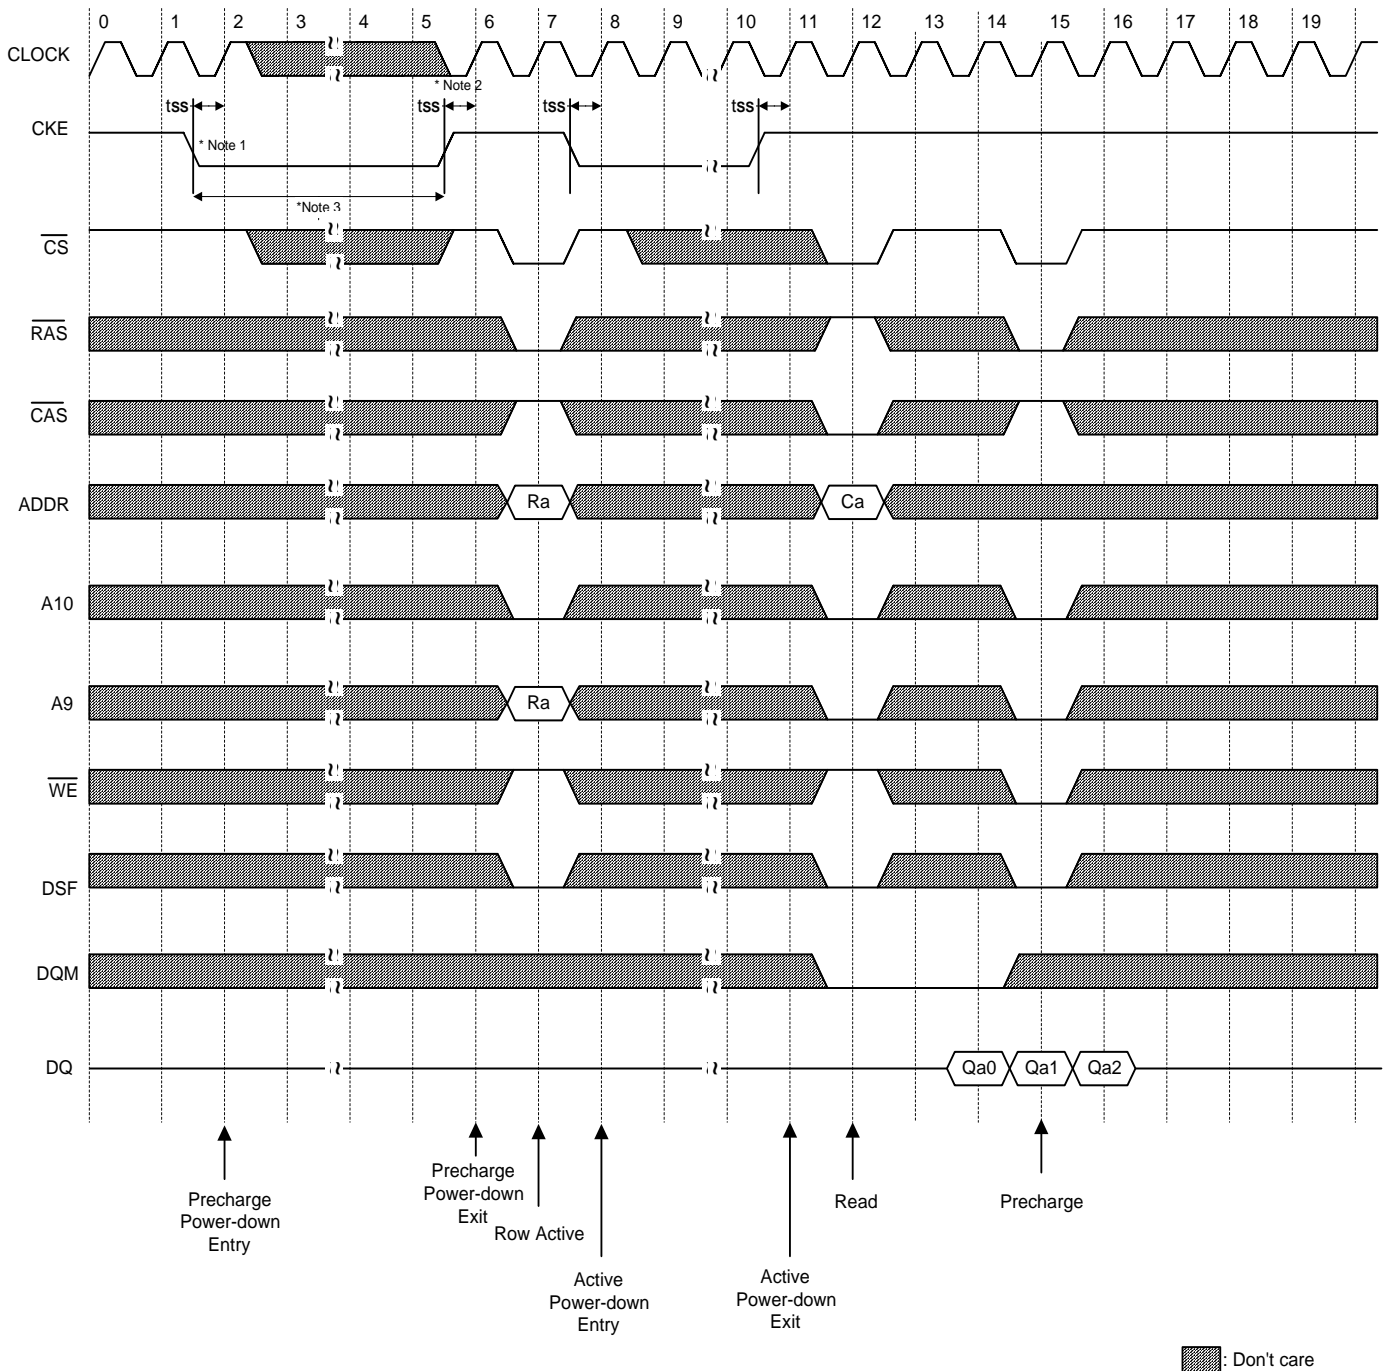 0 1 2 3 4 5 6 7 8 9 10 11 12 13 14 15 16 17 18 19
CLOCK
* Note 2
tss tss tss tss
CKE
* Note 1
*Note 3
CS
RAS
CAS
ADDR Ra Ca
A10
A9 Ra
WE
DSF
DQM
DQ Qa0 Qa1 Qa2
Precharge
Power-down
Entry
Precharge
Power-down
Exit
Row Active
Active
Power-down
Entry
Active
Power-down
Exit
Read
Precharge
: Don't care